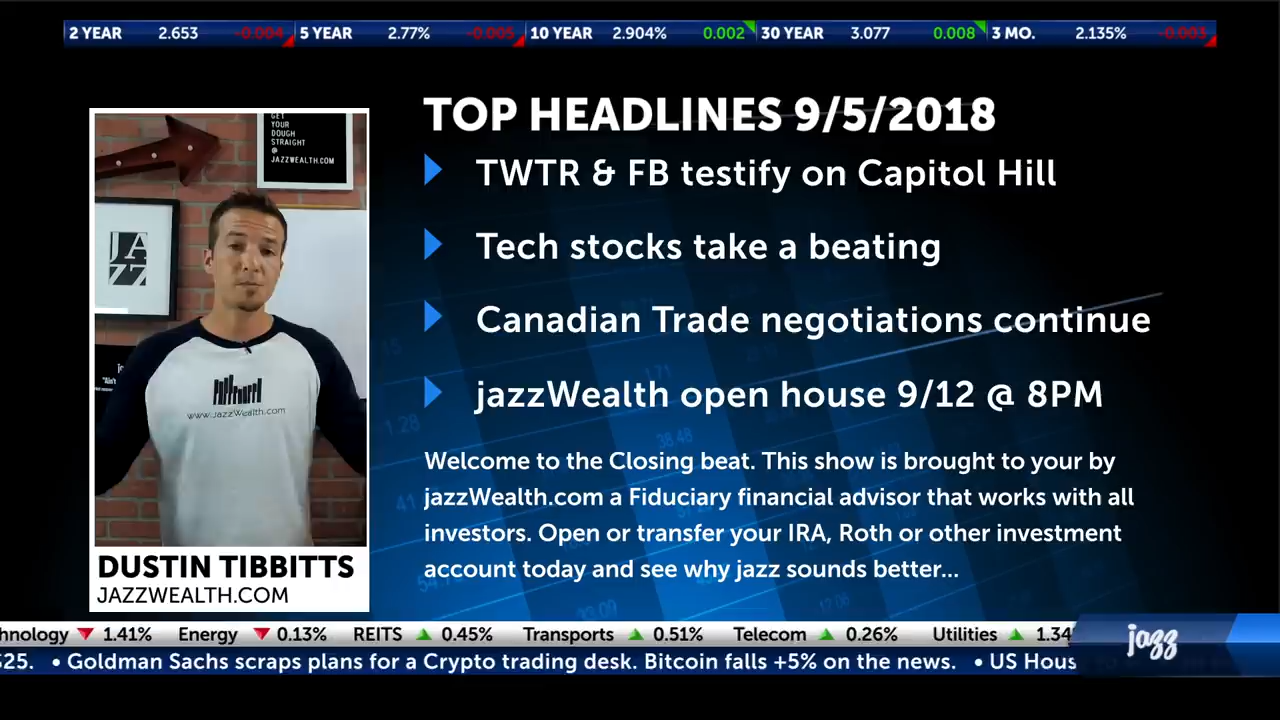 2 YEAR 2.653 -0.004 5 YEAR 2.77% -0.005 10 YEAR 2.904% 0.002 30 YEAR 3.077 0.008 3 MO. 2.135% -0.003
GET
YOUR
DOUGH
STRAIGHT
@
JAZZWEALTH.COM
JA
ZZ
"Ain't
www.jazzWealth.com
DUSTIN TIBBITTS
JAZZWEALTH.COM
TOP HEADLINES 9/5/2018
TWTR & FB testify on Capitol Hill
Tech stocks take a beating
Canadian Trade negotiations continue
jazzWealth open house 9/12 @ 8PM
Welcome to the Closing beat. This show is brought to your by
jazzWealth.com a Fiduciary financial advisor that works with all
investors. Open or transfer your IRA, Roth or other investment
account today and see why jazz sounds better...
hnology 1.41% Energy 0.13% REITS 0.45% Transports 0.51% Telecom 0.26% Utilities 1.34
$25. • Goldman Sachs scraps plans for a Crypto trading desk. Bitcoin falls +5% on the news. • US Hous
jazz